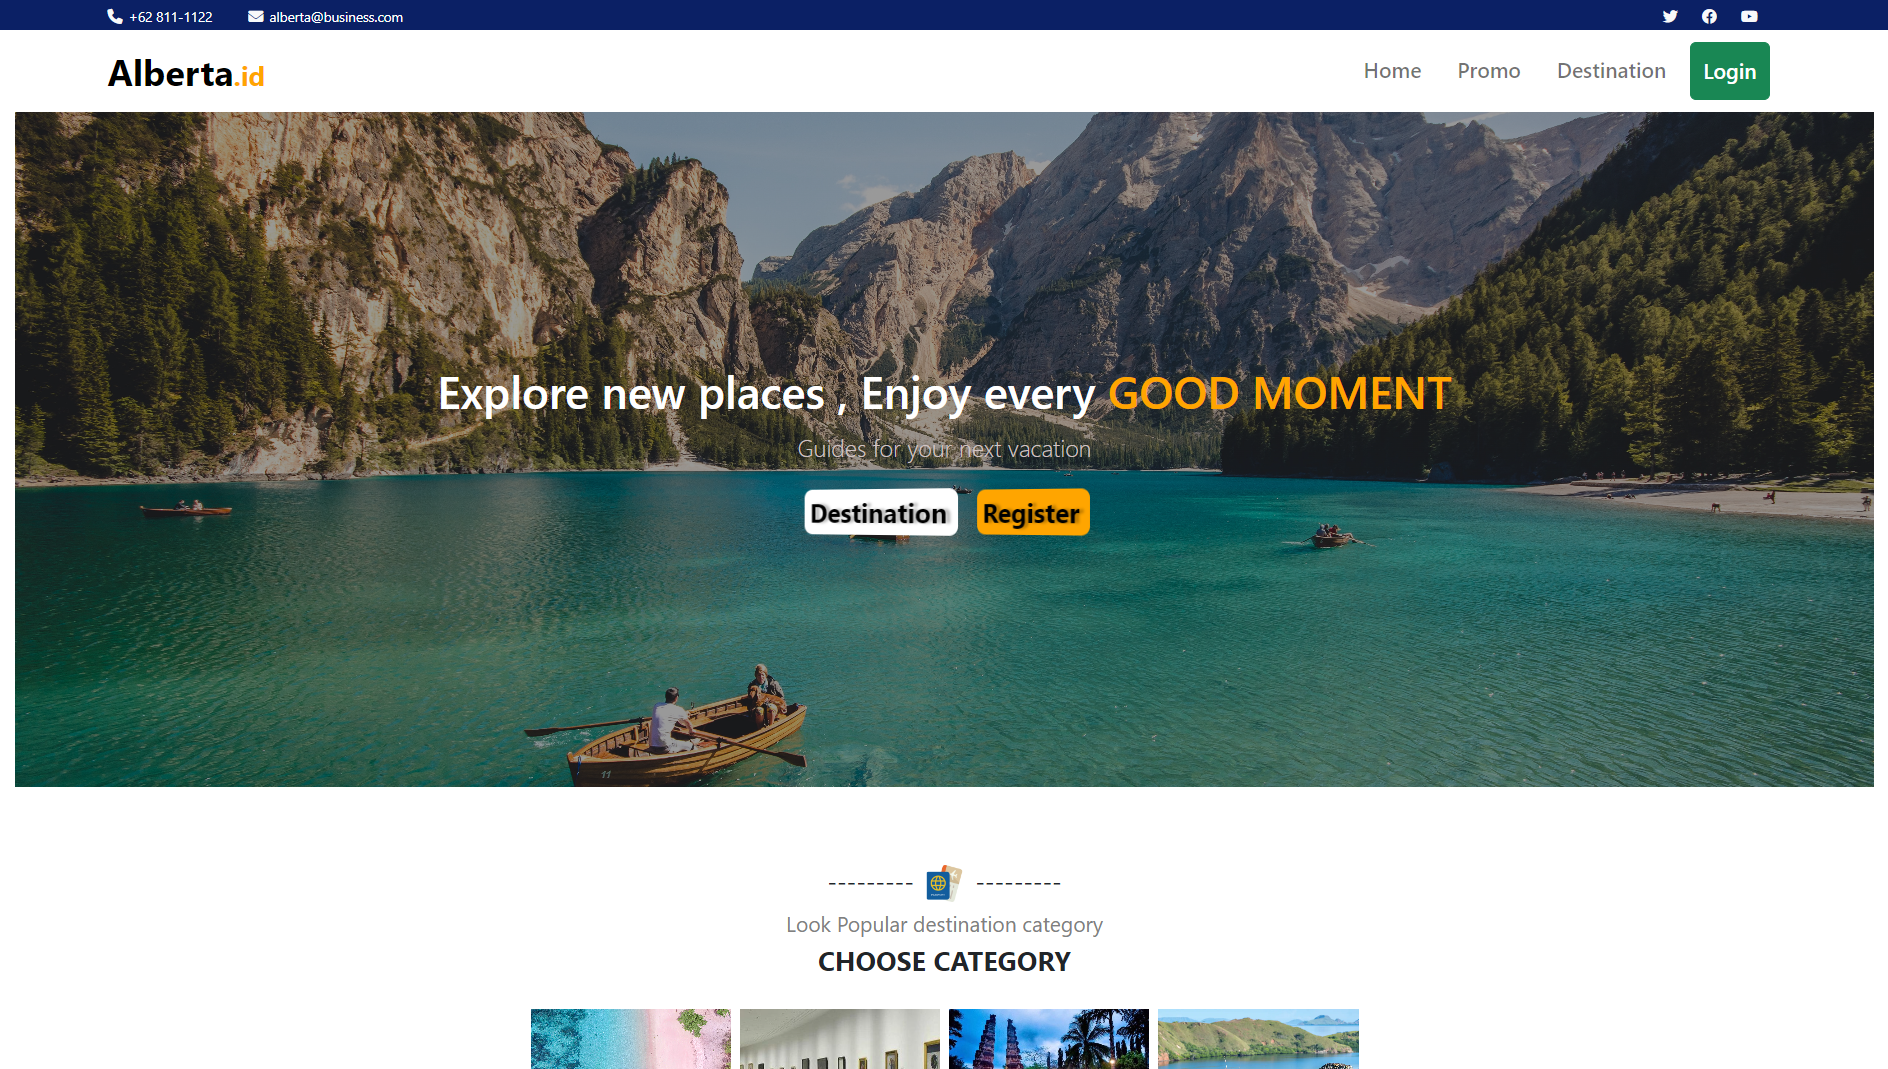 +62 811-1122 alberta@business.com
Alberta.id
Home Promo Destination Login
Explore new places , Enjoy every GOOD MOMENT
Guides for your next vacation
Destination Register
11
--------- ---------
Look Popular destination category
CHOOSE CATEGORY